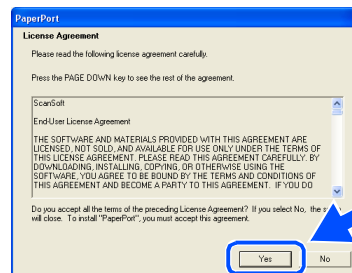 PaperPort
License Agreement
Please read the following license agreement carefully.
Press the PAGE DOWN key to see the rest of the agreement.
ScanSoft
End-User License Agreement
THE SOFTWARE AND MATERIALS PROVIDED WITH THIS AGREEMENT ARE
LICENSED, NOT SOLD, AND AVAILABLE FOR USE ONLY UNDER THE TERMS OF
THIS LICENSE AGREEMENT. PLEASE READ THIS AGREEMENT CAREFULLY. BY
DOWNLOADING, INSTALLING, COPYING, OR OTHERWISE USING THE
SOFTWARE, YOU AGREE TO BE BOUND BY THE TERMS AND CONDITIONS OF
THIS AGREEMENT AND BECOME A PARTY TO THIS AGREEMENT. IF YOU DO
Do you accept all the terms of the preceding License Agreement? If you select No, the
will close. To install "PaperPort", you must accept this agreement.
Yes
No